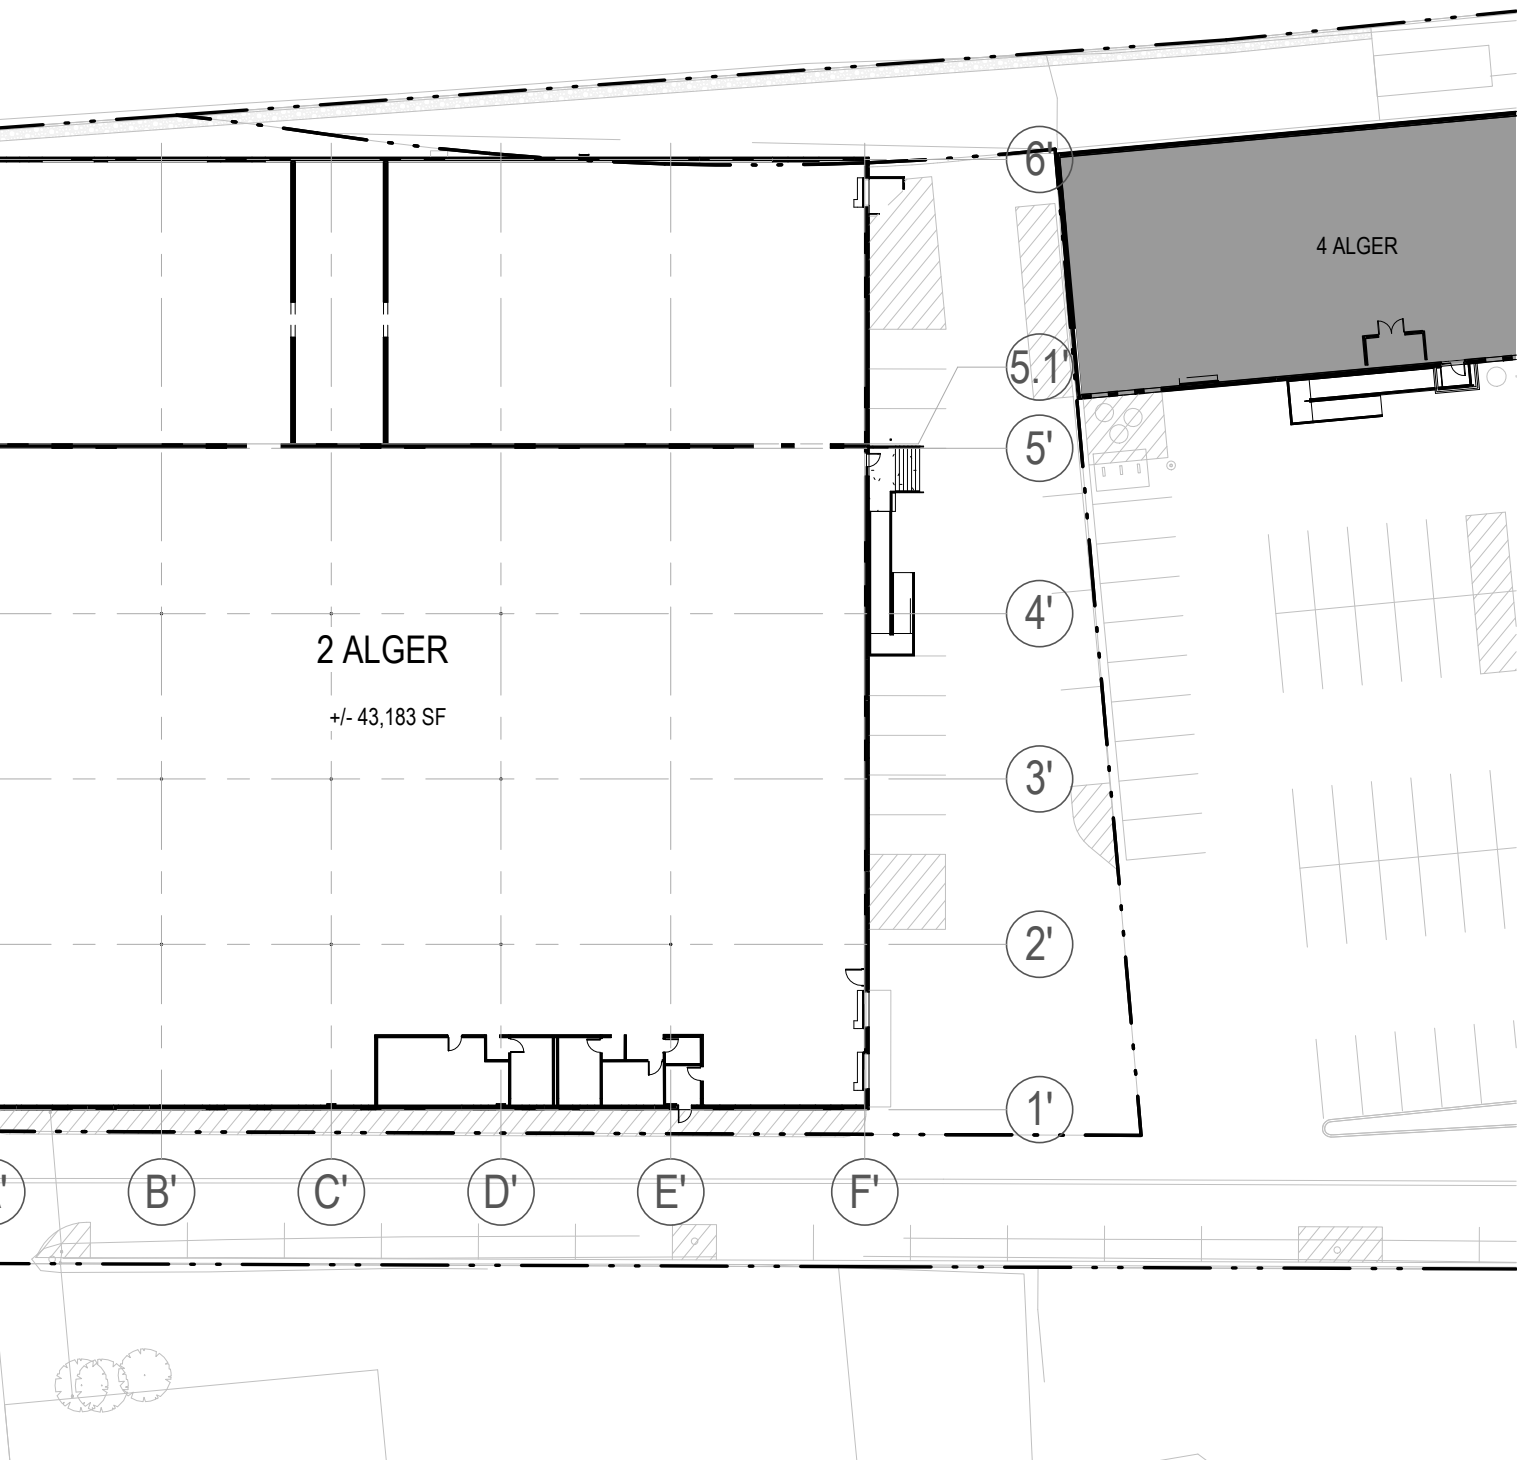 6'
4 ALGER
5.1'
5'
4'
2 ALGER
+/- 43,183 SF
3'
2'
1'
B'
C'
D'
E'
F'